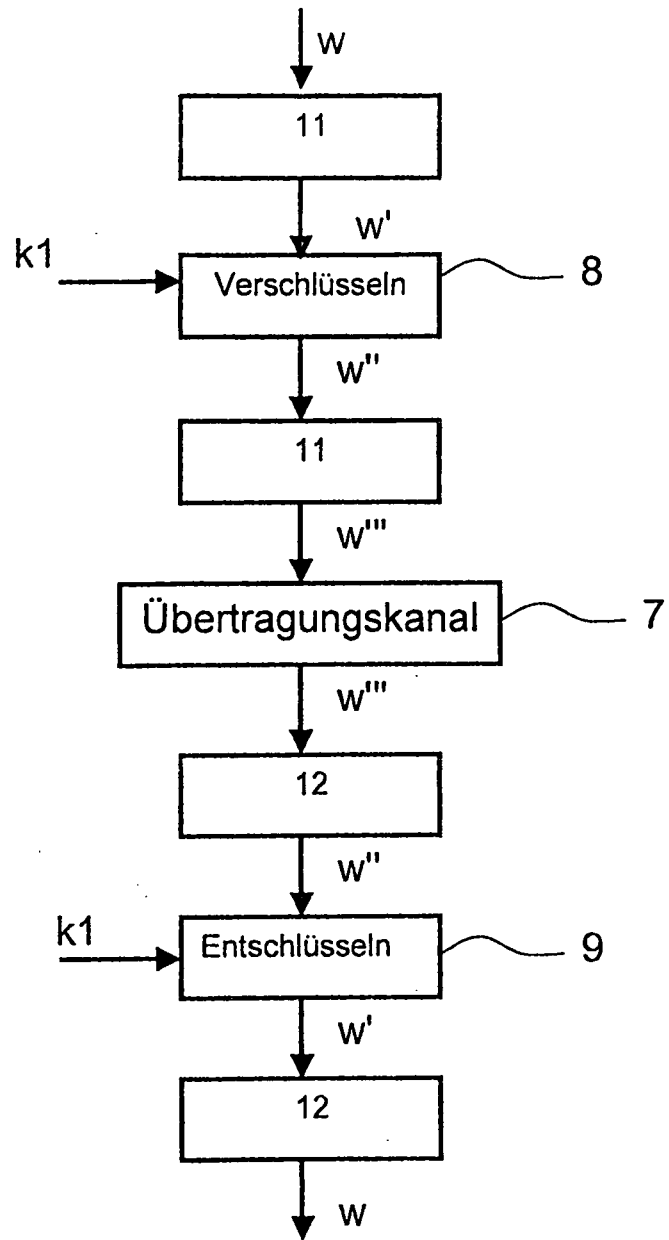 w
11
w'
k1
Verschlüsseln
8
w''
11
w'''
Übertragungskanal
7
w'''
12
w''
k1
Entschlüsseln
9
w'
12
w